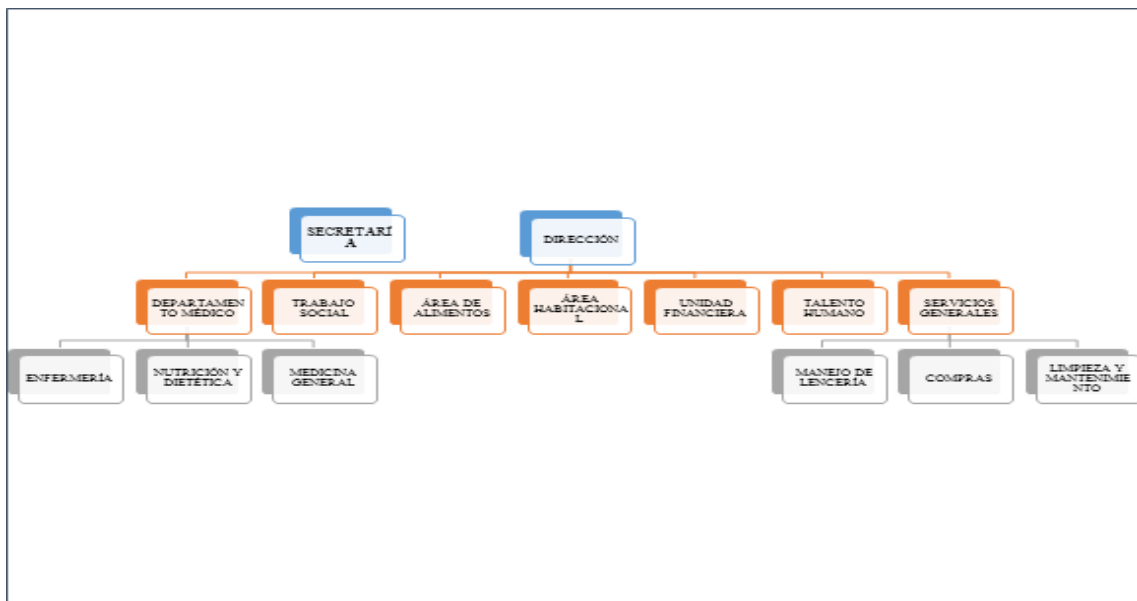 SECRETARÍ
A
DIRECCIÓN
DEPARTAMEN
TO MÉDICO
TRABAJO
SOCIAL
ÁREA DE
ALIMENTOS
ÁREA
HABITACIONA
L
UNIDAD
FINANCIERA
TALENTO
HUMANO
SERVICIOS
GENERALES
ENFERMERÍA
NUTRICIÓN Y
DIETÉTICA
MEDICINA
GENERAL
MANEJO DE
LENCERÍA
COMPRAS
LIMPIEZA Y
MANTENIMIE
NTO